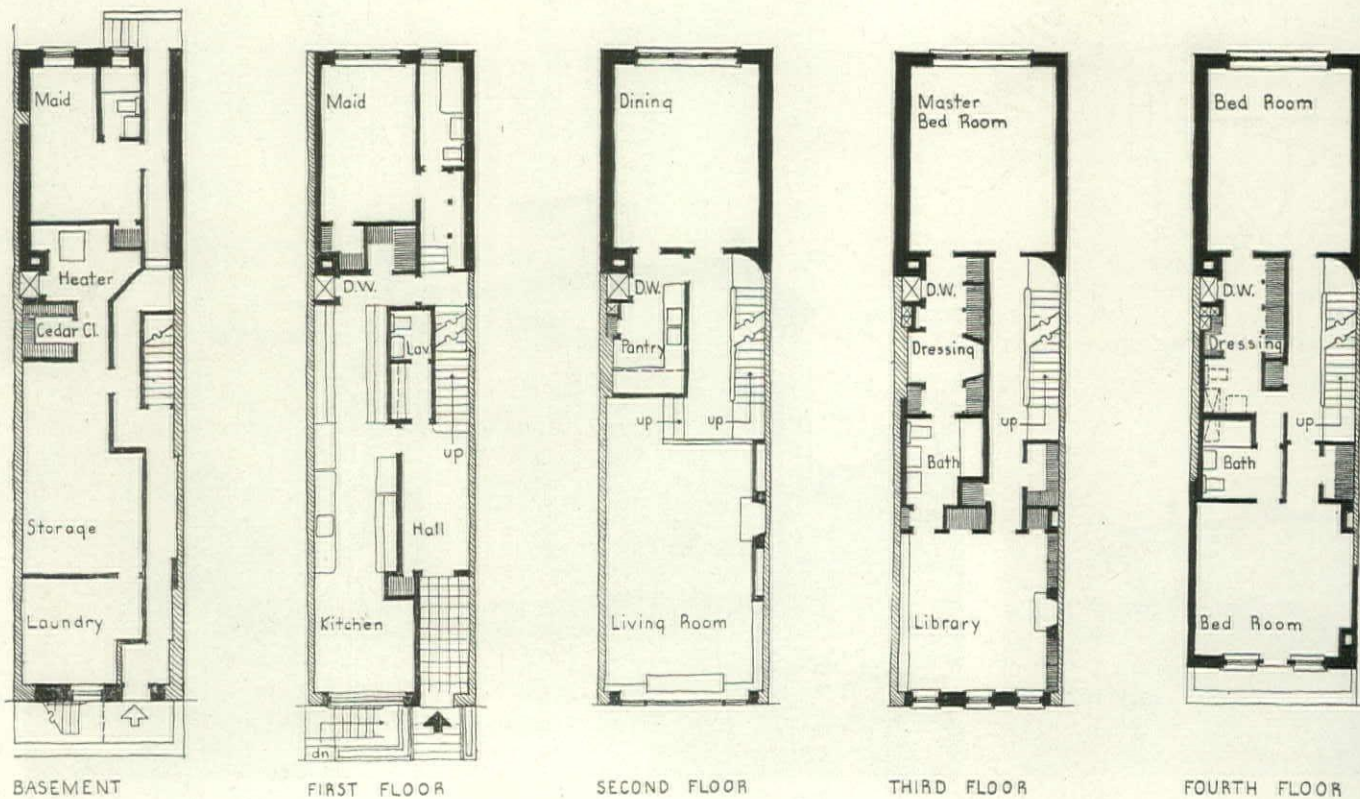 Maid
Heater
Cedar Cl.
Storage
Laundry
BASEMENT
Maid
D.W.
Lav.
up
Hall
Kitchen
dn
FIRST FLOOR
Dining
D.W.
Pantry
up
up
Living Room
SECOND FLOOR
Master
Bed Room
D.W.
Dressing
up
Bath
Library
THIRD FLOOR
Bed Room
D.W.
Dressing
up
Bath
Bed Room
FOURTH FLOOR